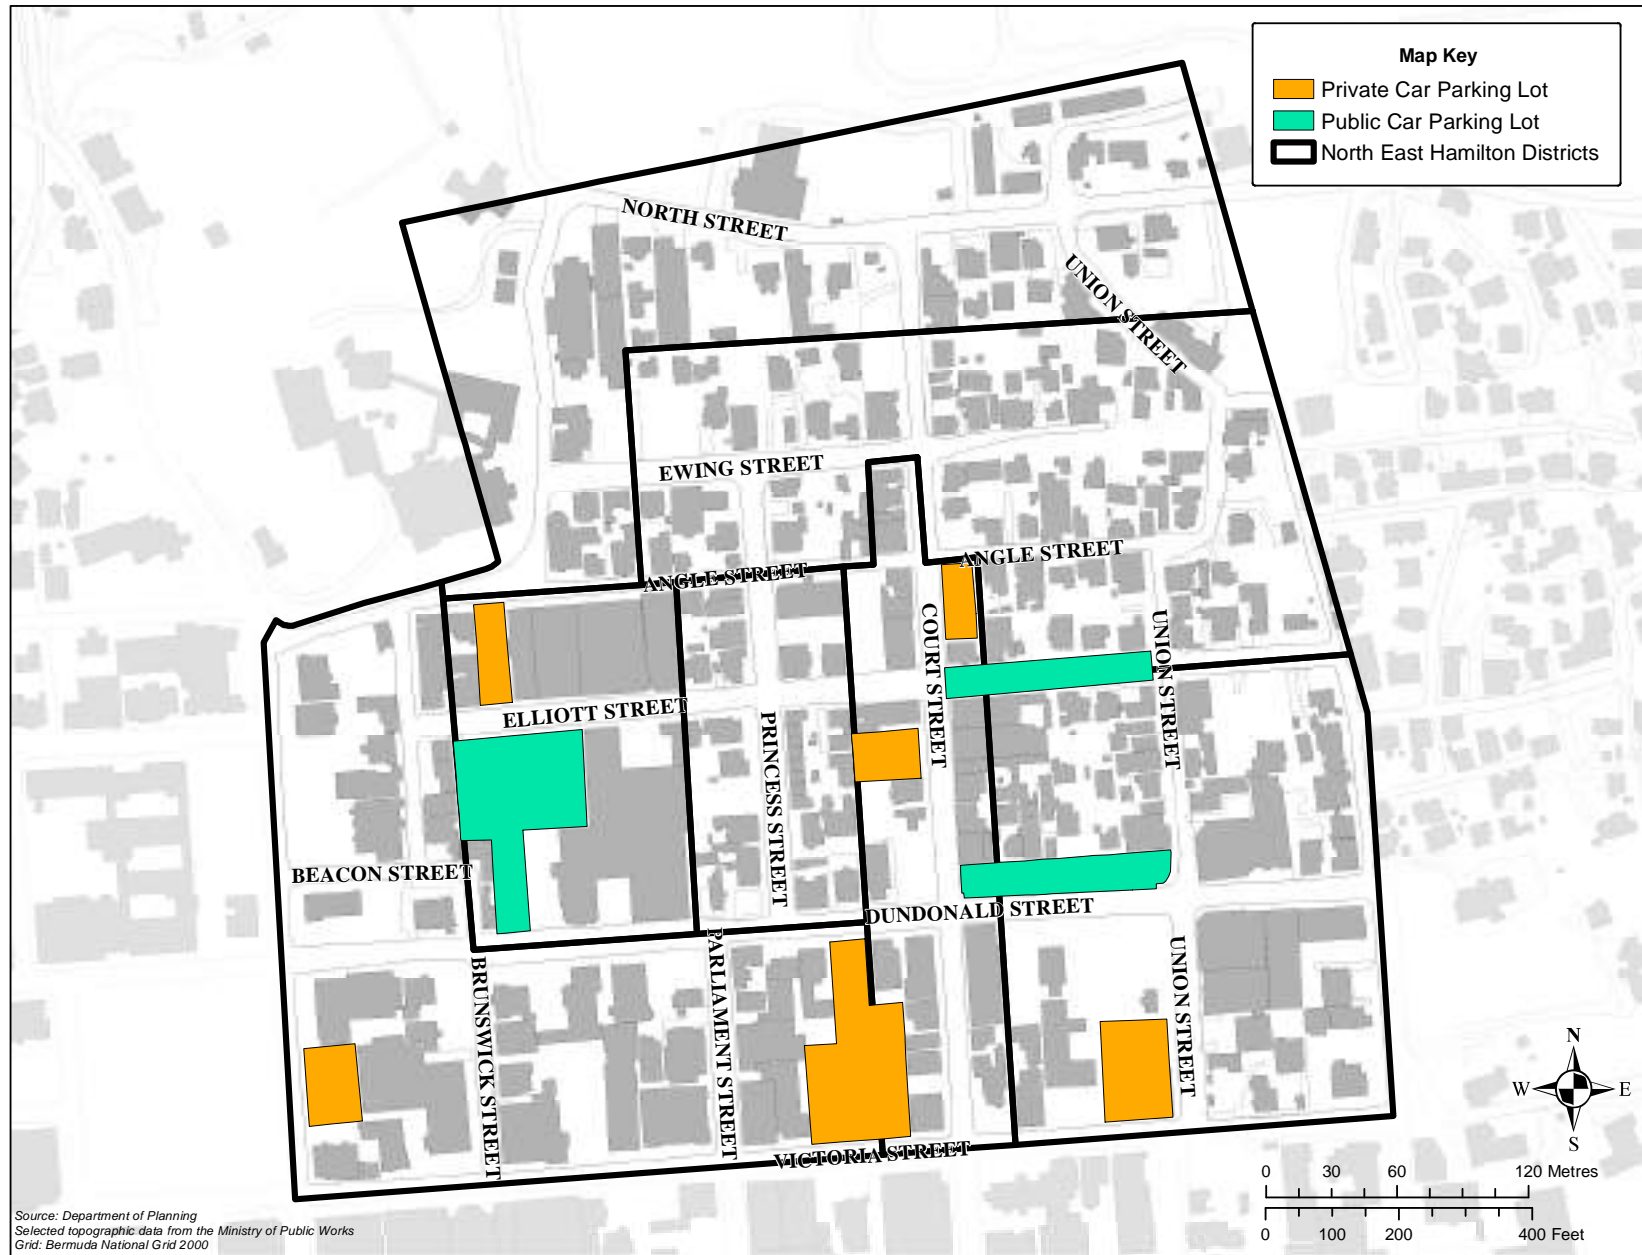 Map Key
Private Car Parking Lot
Public Car Parking Lot
North East Hamilton Districts
NORTH STREET
UNION STREET
EWING STREET
ANGLE STREET
ANGLE STREET
COURT STREET
UNION STREET
ELLIOTT STREET
PRINCESS STREET
BEACON STREET
DUNDONALD STREET
BRUNSWICK STREET
PARLIAMENT STREET
UNION STREET
VICTORIA STREET
N
W E
S
0 30 60 120 Metres
0 100 200 400 Feet
Source: Department of Planning
Selected topographic data from the Ministry of Public Works
Grid: Bermuda National Grid 2000